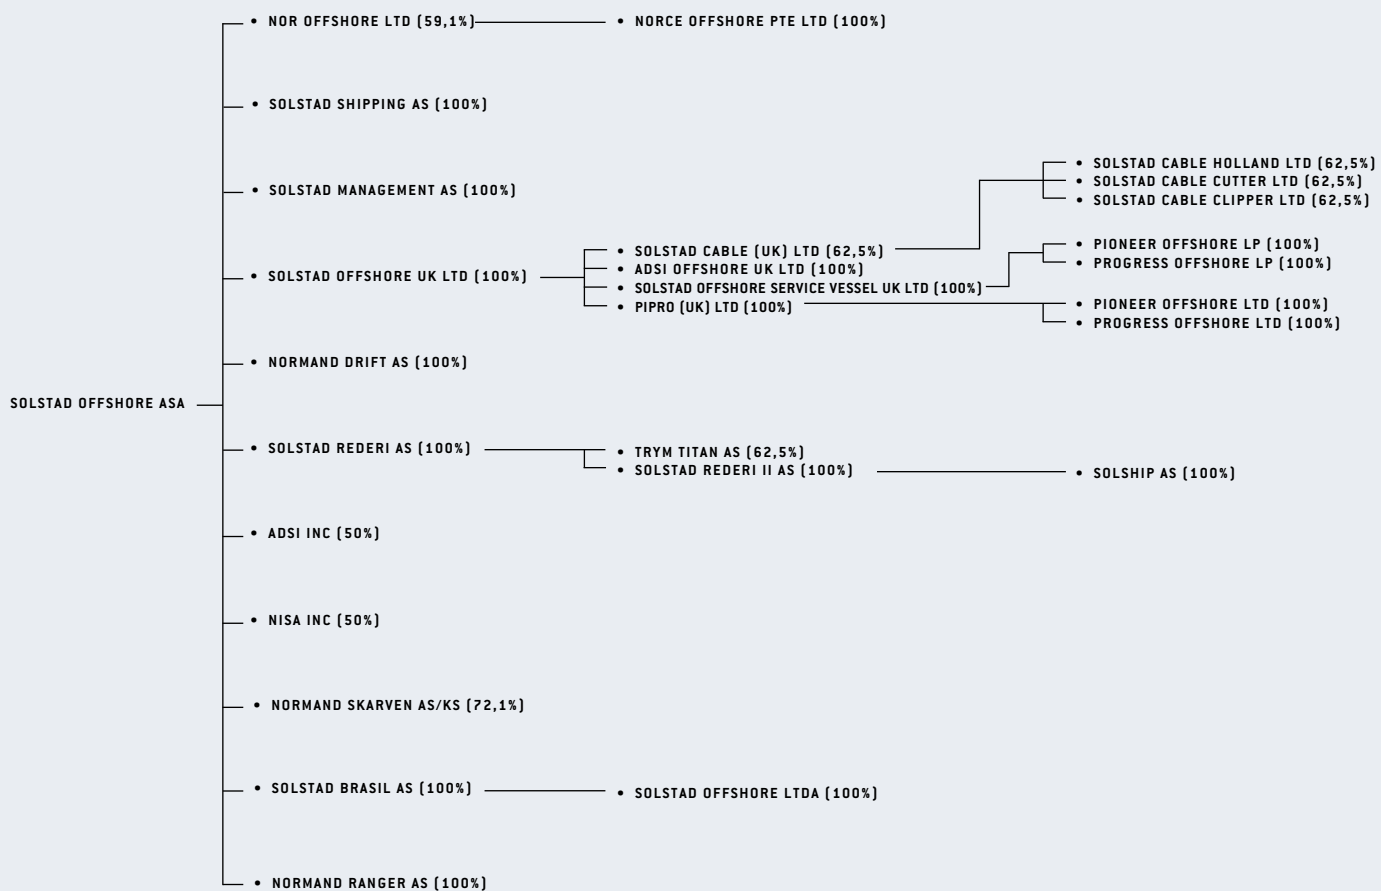 NOR OFFSHORE LTD (59,1%)
NORCE OFFSHORE PTE LTD (100%)
SOLSTAD SHIPPING AS (100%)
SOLSTAD CABLE HOLLAND LTD (62,5%)
SOLSTAD CABLE CUTTER LTD (62,5%)
SOLSTAD CABLE CLIPPER LTD (62,5%)
SOLSTAD MANAGEMENT AS (100%)
PIONEER OFFSHORE LP (100%)
PROGRESS OFFSHORE LP (100%)
SOLSTAD CABLE (UK) LTD (62,5%)
ADSI OFFSHORE UK LTD (100%)
SOLSTAD OFFSHORE UK LTD (100%)
SOLSTAD OFFSHORE SERVICE VESSEL UK LTD (100%)
PIPRO (UK) LTD (100%)
PIONEER OFFSHORE LTD (100%)
PROGRESS OFFSHORE LTD (100%)
NORMAND DRIFT AS (100%)
SOLSTAD OFFSHORE ASA
SOLSTAD REDERI AS (100%)
TRYM TITAN AS (62,5%)
SOLSTAD REDERI II AS (100%)
SOLSHIP AS (100%)
ADSI INC (50%)
NISA INC (50%)
NORMAND SKARVEN AS/KS (72,1%)
SOLSTAD BRASIL AS (100%)
SOLSTAD OFFSHORE LTDA (100%)
NORMAND RANGER AS (100%)